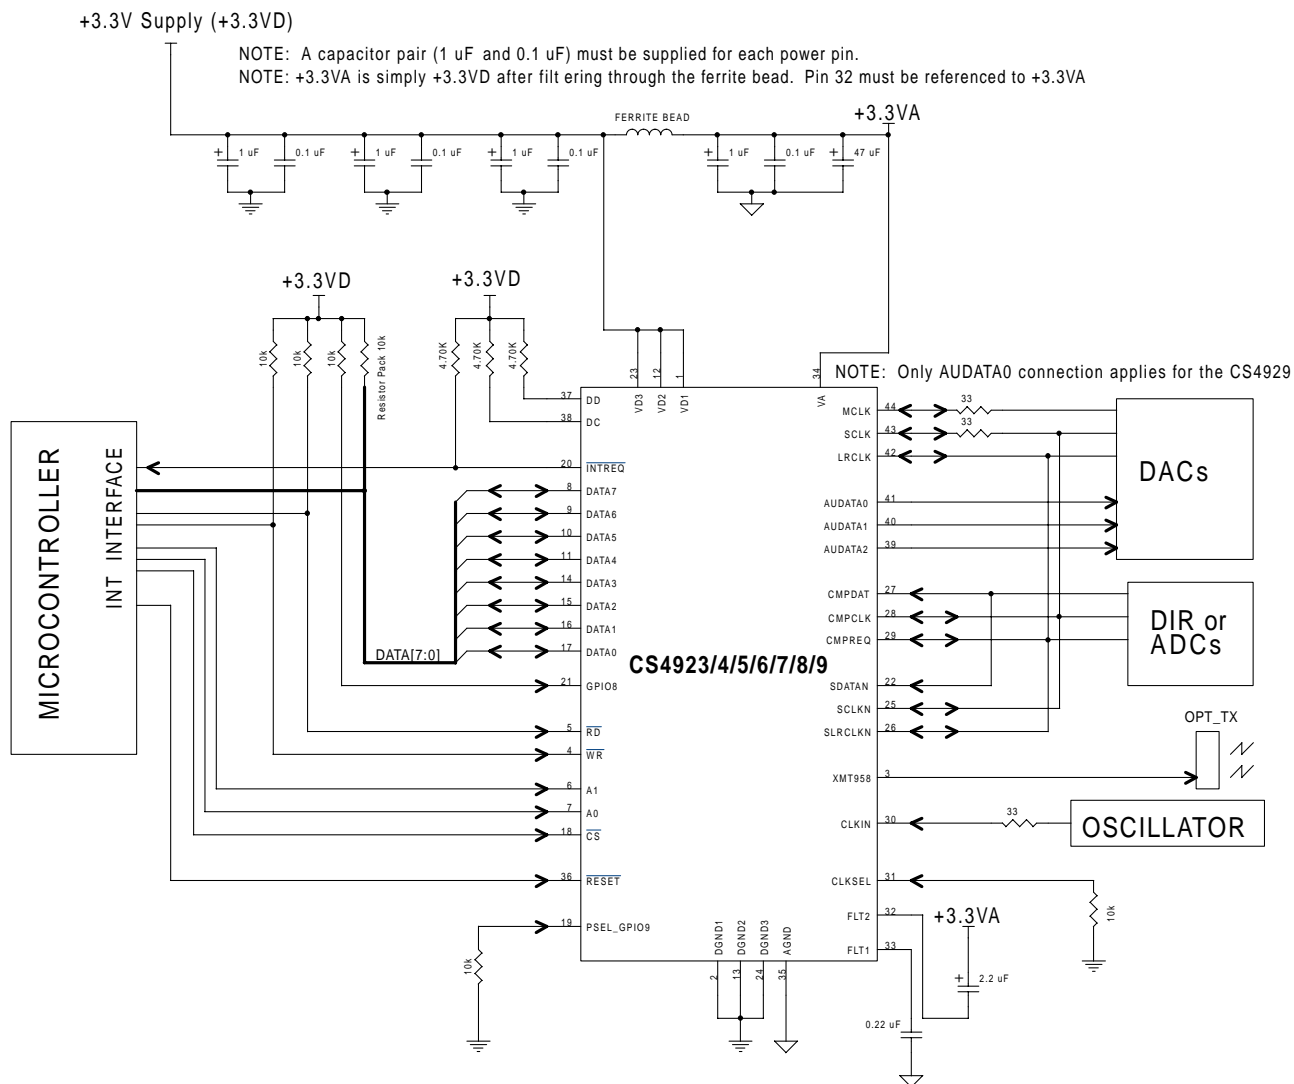 +3.3V Supply (+3.3VD)
NOTE: A capacitor pair (1 uF and 0.1 uF) must be supplied for each power pin.
NOTE: +3.3VA is simply +3.3VD after filt ering through the ferrite bead. Pin 32 must be referenced to +3.3VA
FERRITE BEAD
+3.3VA
+ 1 uF
0.1 uF
+ 1 uF
0.1 uF
+ 1 uF
0.1 uF
+ 1 uF
0.1 uF
+ 47 uF
+3.3VD
+3.3VD
10k
10k
10k
Resistor Pack 10k
4.70K
4.70K
4.70K
23
12
1
34
VD3
VD2
VD1
VA
NOTE: Only AUDATA0 connection applies for the CS4929
MICROCONTROLLER
INT INTERFACE
37 DD
38 DC
20 INTREQ
8 DATA7
9 DATA6
10 DATA5
11 DATA4
14 DATA3
15 DATA2
16 DATA1
17 DATA0
DATA[7:0]
21 GPIO8
5 RD
4 WR
6 A1
7 A0
18 CS
36 RESET
19 PSEL_GPIO9
10k
CS4923/4/5/6/7/8/9
MCLK 44
33
SCLK 43
33
LRCLK 42
AUDATA0 41
AUDATA1 40
AUDATA2 39
DACs
CMPDAT 27
CMPCLK 28
CMPREQ 29
DIR or
ADCs
SDATAN 22
SCLKN 25
SLRCLKN 26
OPT_TX
XMT958 3
CLKIN 30
33
OSCILLATOR
CLKSEL 31
10k
FLT2 32
+3.3VA
FLT1 33
+ 2.2 uF
0.22 uF
DGND1
DGND2
DGND3
AGND
2
13
24
35